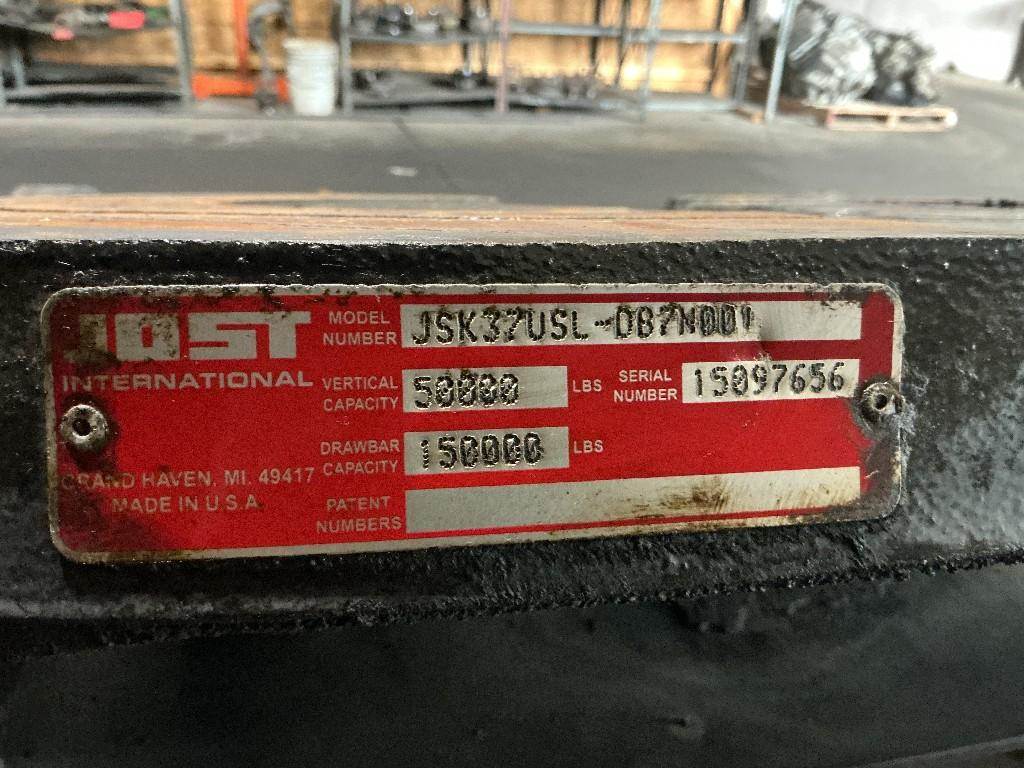 JOST
INTERNATIONAL
GRAND HAVEN, MI. 49417
MADE IN U.S.A.
MODEL NUMBER JSK37USL-DB7N001
VERTICAL CAPACITY 50000 LBS
SERIAL NUMBER 15097656
DRAWBAR CAPACITY 150000 LBS
PATENT NUMBERS